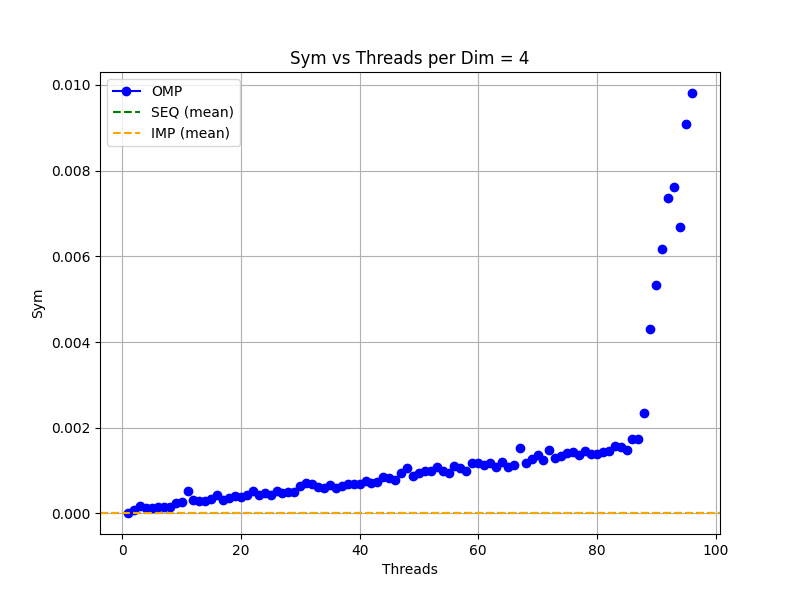 Sym vs Threads per Dim = 4
OMP
SEQ (mean)
IMP (mean)
0.010
0.008
0.006
0.004
0.002
0.000
Sym
0
20
40
60
80
100
Threads